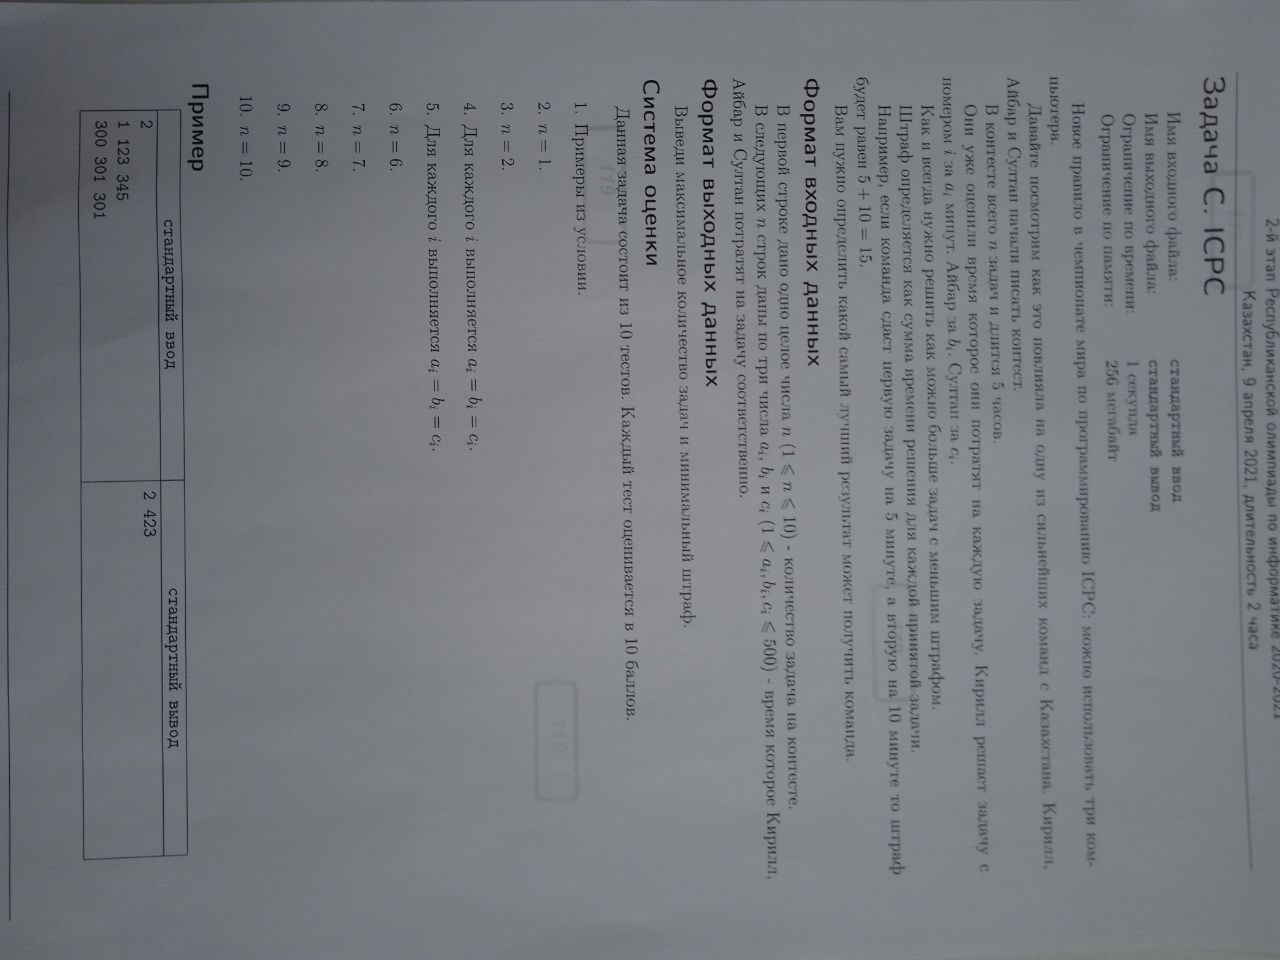 2-й этап Республиканской олимпиады по информатике 2020-2021
Казахстан, 9 апреля 2021, длительность 2 часа
Задача C. ICPC
Имя входного файла: стандартный ввод
Имя выходного файла: стандартный вывод
Ограничение по времени: 1 секунда
Ограничение по памяти: 256 мегабайт
Новое правило в чемпионате мира по программированию ICPC: можно использовать три ком-
пьютера.
Давайте посмотрим как это повлияла на одну из сильнейших команд с Казахстана. Кирилл,
Айбар и Султан начали писать контест.
В контесте всего n задач и длится 5 часов.
Они уже оценили время которое они потратят на каждую задачу. Кирилл решает задачу с
номером i за a_i минут. Айбар за b_i. Султан за c_i.
Как и всегда нужно решить как можно больше задач с меньшим штрафом.
Штраф определяется как сумма времени решения для каждой принятой задачи.
Например, если команда сдаст первую задачу на 5 минуте, а вторую на 10 минуте то штраф
будет равен 5 + 10 = 15.
Вам нужно определить какой самый лучший результат может получить команда.
Формат входных данных
В первой строке дано одно целое числа n (1 ⩽ n ⩽ 10) - количество задача на контесте.
В следующих n строк даны по три числа a_i, b_i и c_i (1 ⩽ a_i, b_i, c_i ⩽ 500) - время которое Кирилл,
Айбар и Султан потратят на задачу соответственно.
Формат выходных данных
Выведи максимальное количество задач и минимальный штраф.
Система оценки
Данная задача состоит из 10 тестов. Каждый тест оценивается в 10 баллов.
1. Примеры из условии.
2. n = 1.
3. n = 2.
4. Для каждого i выполняется a_i = b_i = c_i.
5. Для каждого i выполняется a_i = b_i = c_i.
6. n = 6.
7. n = 7.
8. n = 8.
9. n = 9.
10. n = 10.
Пример
стандартный ввод стандартный вывод
2 2 423
1 123 345
300 301 301